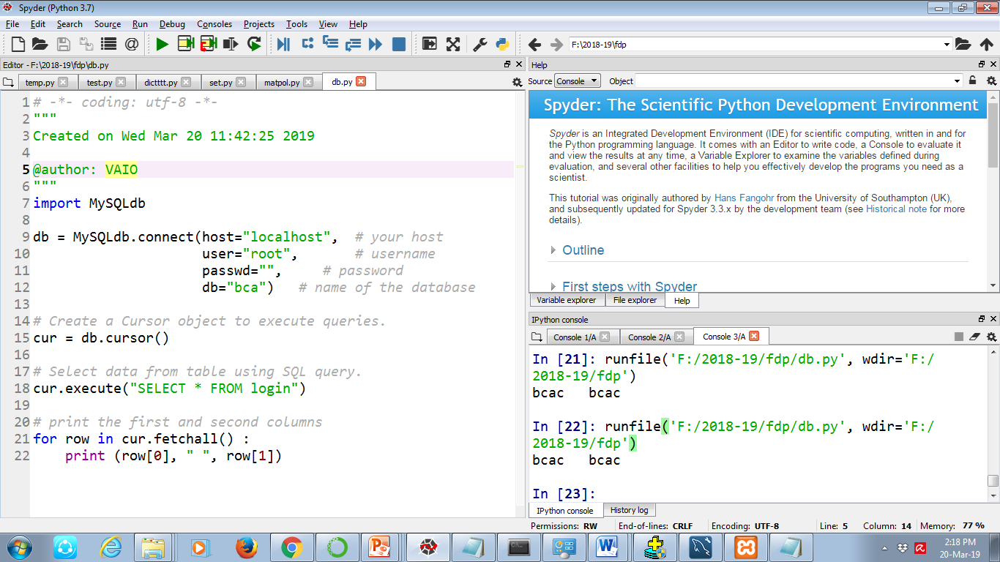 Spyder (Python 3.7)
File Edit Search Source Run Debug Consoles Projects Tools View Help
F:\2018-19\fdp
Editor - F:\2018-19\fdp\db.py
temp.py test.py dictttt.py set.py matpol.py db.py
1 # -*- coding: utf-8 -*-
2 """
3 Created on Wed Mar 20 11:42:25 2019
4
5 @author: VAIO
6 """
7 import MySQLdb
8
9 db = MySQLdb.connect(host="localhost",  # your host
10                      user="root",       # username
11                      passwd="",     # password
12                      db="bca")   # name of the database
13
14 # Create a Cursor object to execute queries.
15 cur = db.cursor()
16
17 # Select data from table using SQL query.
18 cur.execute("SELECT * FROM login")
19
20 # print the first and second columns
21 for row in cur.fetchall() :
22     print (row[0], " ", row[1])
Help
Source Console Object
Spyder: The Scientific Python Development Environment
Spyder is an Integrated Development Environment (IDE) for scientific computing, written in and for
the Python programming language. It comes with an Editor to write code, a Console to evaluate it
and view the results at any time, a Variable Explorer to examine the variables defined during
evaluation, and several other facilities to help you effectively develop the programs you need as a
scientist.
This tutorial was originally authored by Hans Fangohr from the University of Southampton (UK),
and subsequently updated for Spyder 3.3.x by the development team (see Historical note for more
details).
Outline
First steps with Spyder
Variable explorer File explorer Help
IPython console
Console 1/A Console 2/A Console 3/A
In [21]: runfile('F:/2018-19/fdp/db.py', wdir='F:/
2018-19/fdp')
bcac   bcac
In [22]: runfile('F:/2018-19/fdp/db.py', wdir='F:/
2018-19/fdp')
bcac   bcac
In [23]:
IPython console History log
Permissions: RW End-of-lines: CRLF Encoding: UTF-8 Line: 5 Column: 14 Memory: 77 %
2:18 PM
20-Mar-19